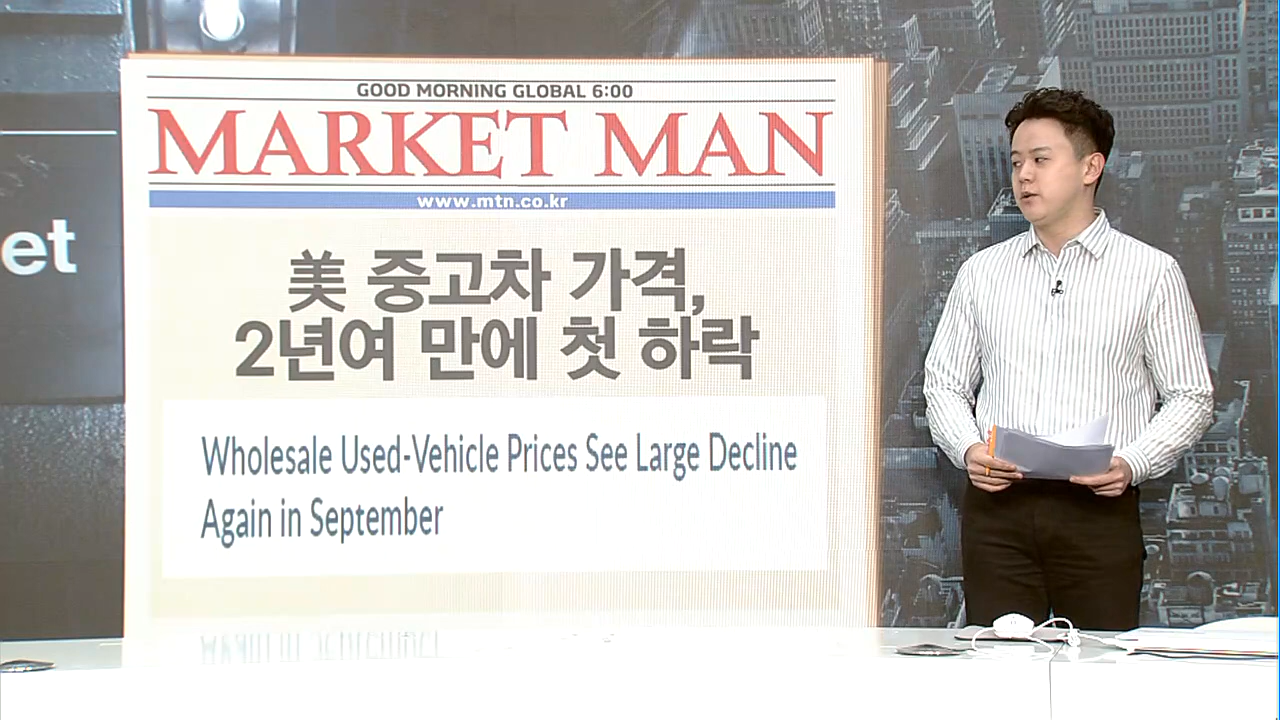 GOOD MORNING GLOBAL 6:00
MARKET MAN
www.mtn.co.kr
et
美 중고차 가격,
2년여 만에 첫 하락
Wholesale Used-Vehicle Prices See Large Decline
Again in September